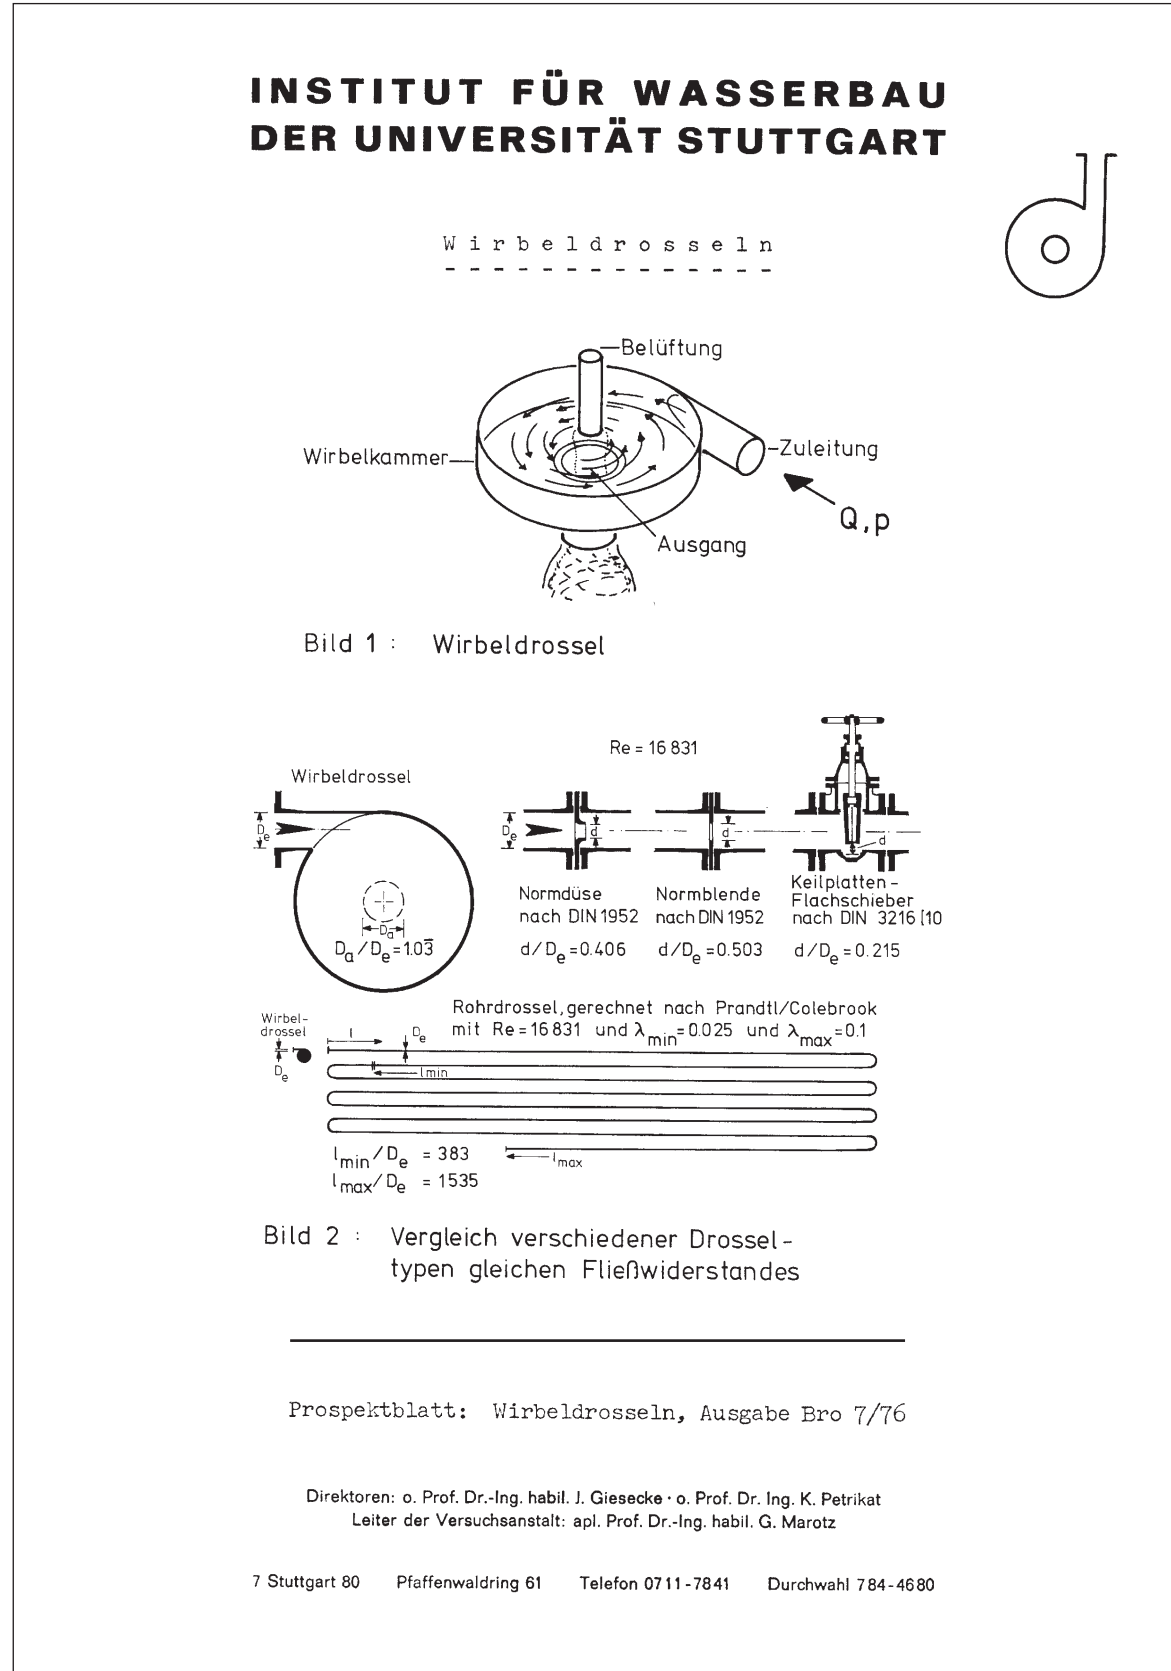 INSTITUT FÜR WASSERBAU
DER UNIVERSITÄT STUTTGART
Wirbeldrosseln
Belüftung
Wirbelkammer
Zuleitung
Q,p
Ausgang
Bild 1 : Wirbeldrossel
Re = 16 831
Wirbeldrossel
De
Da
Da/De=1.03̅
De
d
d
d
Normdüse
nach DIN 1952
d/De=0.406
Normblende
nach DIN 1952
d/De=0.503
Keilplatten-
Flachschieber
nach DIN 3216 [10
d/De=0.215
Rohrdrossel, gerechnet nach Prandtl/Colebrook
mit Re=16831 und λmin=0.025 und λmax=0.1
Wirbel-
drossel
De
l
De
lmin
lmax
lmin/De = 383
lmax/De = 1535
Bild 2 : Vergleich verschiedener Drossel-
typen gleichen Fließwiderstandes
Prospektblatt: Wirbeldrosseln, Ausgabe Bro 7/76
Direktoren: o. Prof. Dr.-Ing. habil. J. Giesecke · o. Prof. Dr. Ing. K. Petrikat
Leiter der Versuchsanstalt: apl. Prof. Dr.-Ing. habil. G. Marotz
7 Stuttgart 80 Pfaffenwaldring 61 Telefon 0711-7841 Durchwahl 784-4680